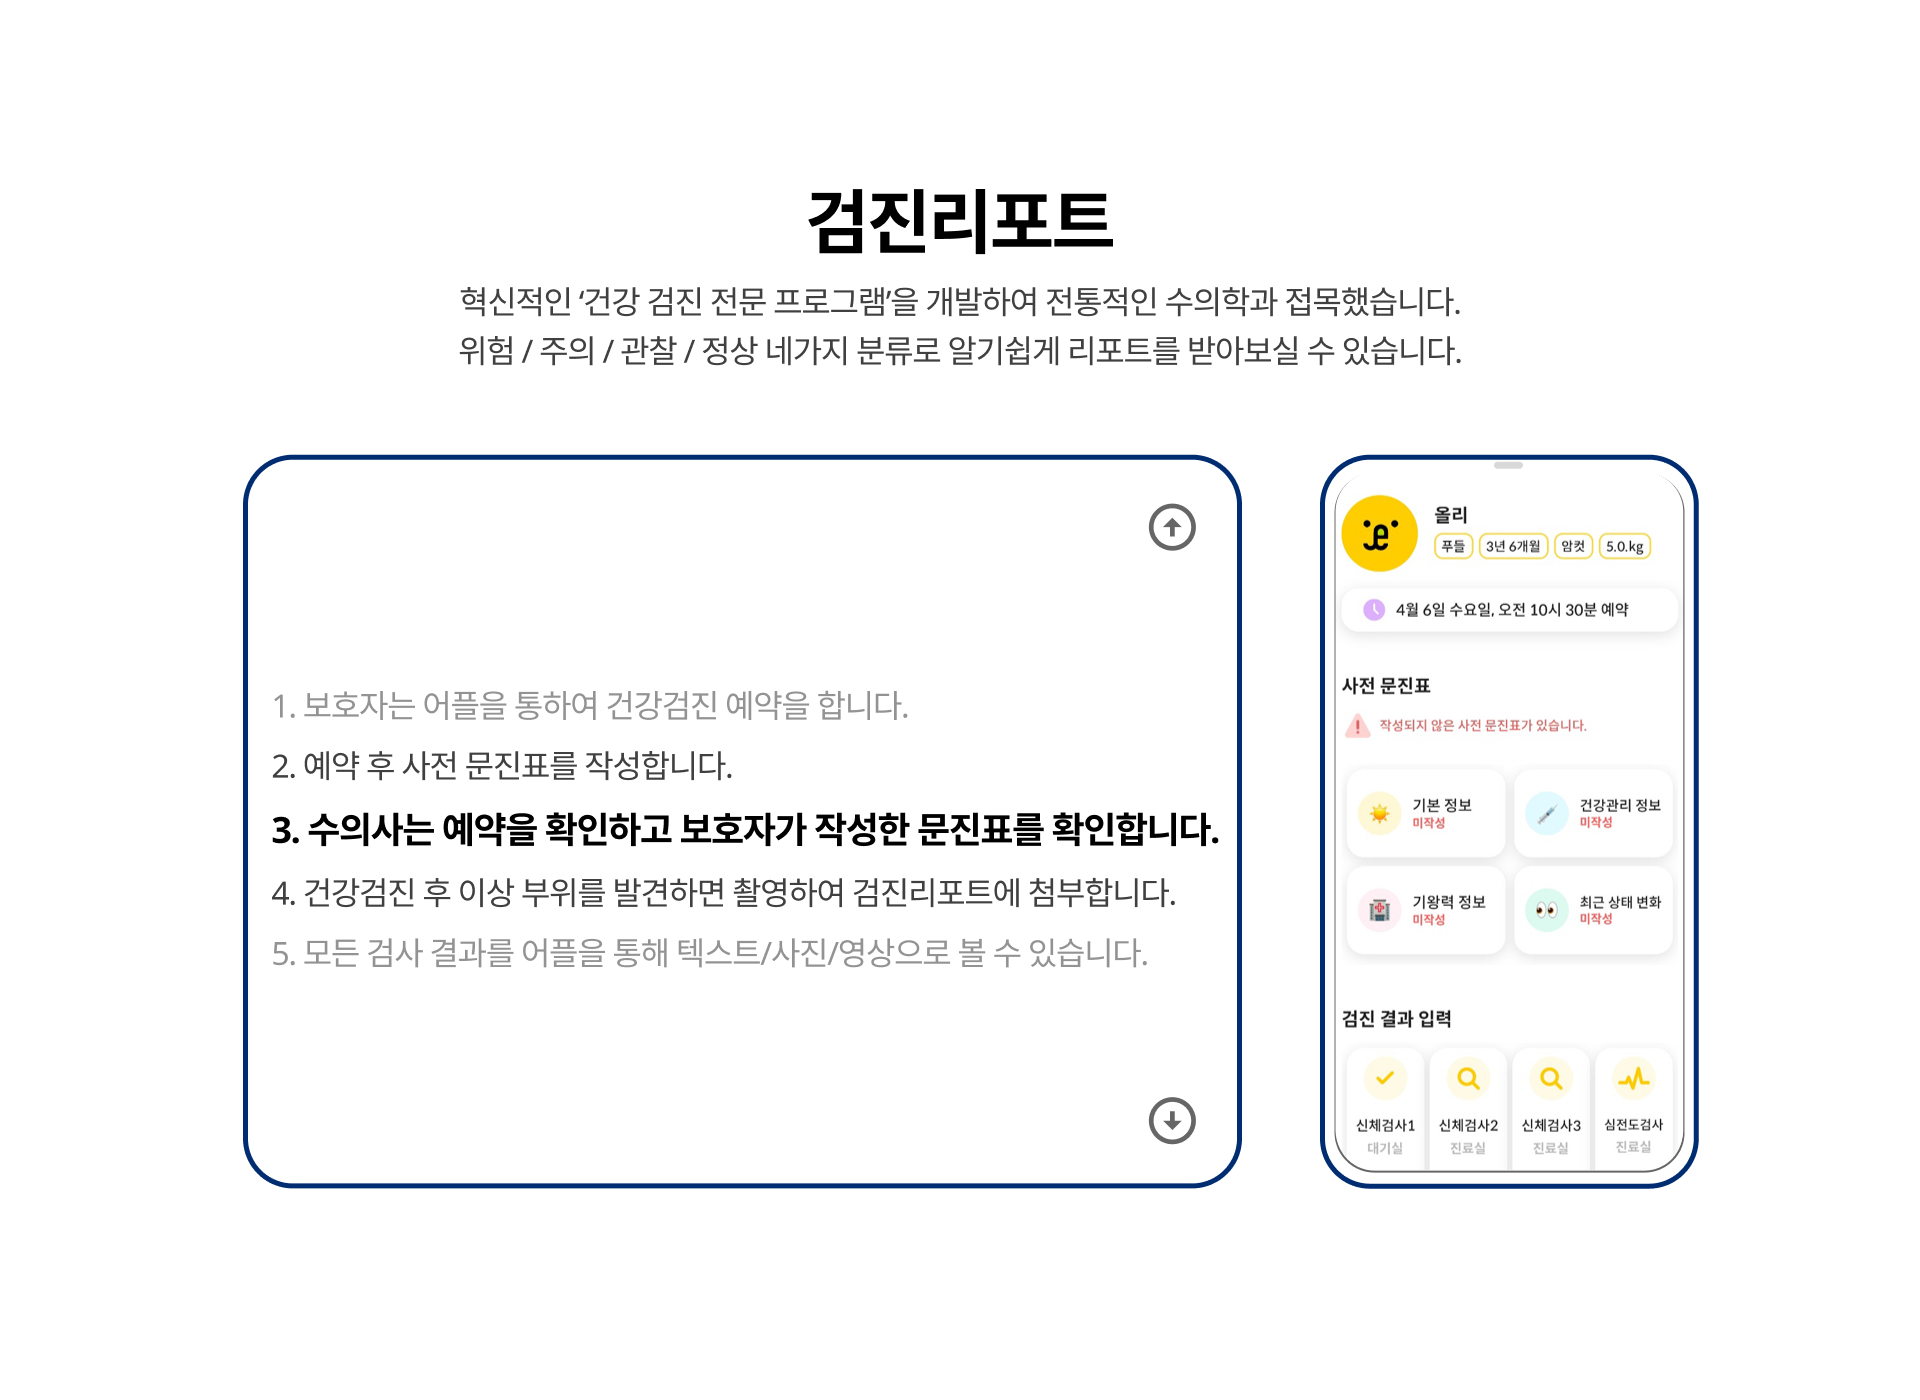 검진리포트
혁신적인 ‘건강 검진 전문 프로그램’을 개발하여 전통적인 수의학과 접목했습니다.
위험 / 주의 / 관찰 / 정상 네가지 분류로 알기쉽게 리포트를 받아보실 수 있습니다.
1. 보호자는 어플을 통하여 건강검진 예약을 합니다.
2. 예약 후 사전 문진표를 작성합니다.
3. 수의사는 예약을 확인하고 보호자가 작성한 문진표를 확인합니다.
4. 건강검진 후 이상 부위를 발견하면 촬영하여 검진리포트에 첨부합니다.
5. 모든 검사 결과를 어플을 통해 텍스트/사진/영상으로 볼 수 있습니다.
올리
푸들 3년 6개월 암컷 5.0.kg
4월 6일 수요일, 오전 10시 30분 예약
사전 문진표
작성되지 않은 사전 문진표가 있습니다.
기본 정보 건강관리 정보
미작성 미작성
기왕력 정보 최근 상태 변화
미작성 미작성
검진 결과 입력
신체검사1 신체검사2 신체검사3 심전도검사
대기실 진료실 진료실 진료실